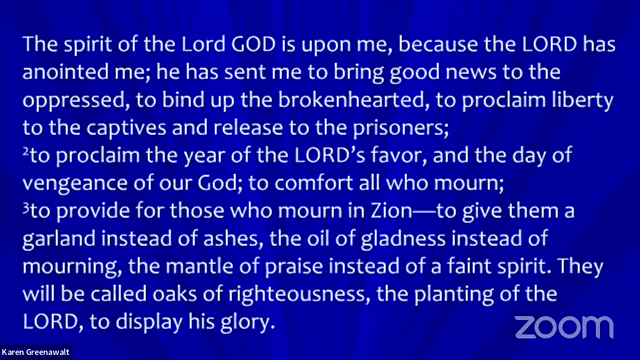 The spirit of the Lord GOD is upon me, because the LORD has
anointed me; he has sent me to bring good news to the
oppressed, to bind up the brokenhearted, to proclaim liberty
to the captives and release to the prisoners;
²to proclaim the year of the LORD’s favor, and the day of
vengeance of our God; to comfort all who mourn;
³to provide for those who mourn in Zion—to give them a
garland instead of ashes, the oil of gladness instead of
mourning, the mantle of praise instead of a faint spirit. They
will be called oaks of righteousness, the planting of the
LORD, to display his glory.
zoom
Karen Greenawalt